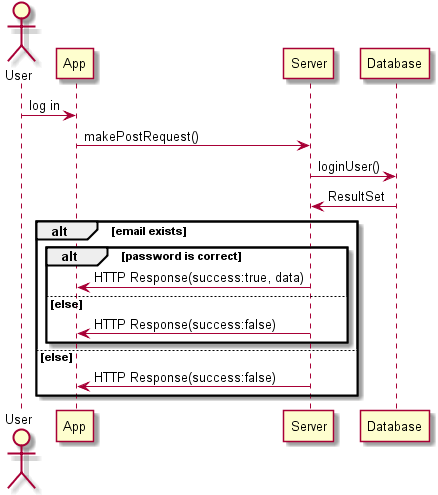 User
App
Server
Database
log in
makePostRequest()
loginUser()
ResultSet
alt [email exists]
alt [password is correct]
HTTP Response(success:true, data)
[else]
HTTP Response(success:false)
[else]
HTTP Response(success:false)
User
App
Server
Database